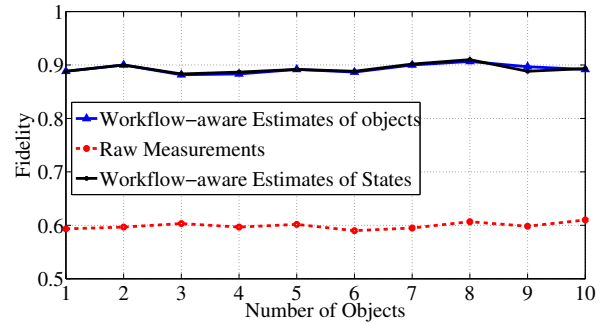 1
0.9
0.8
0.7
0.6
0.5
Fidelity
Workflow−aware Estimates of objects
Raw Measurements
Workflow−aware Estimates of States
1 2 3 4 5 6 7 8 9 10
Number of Objects